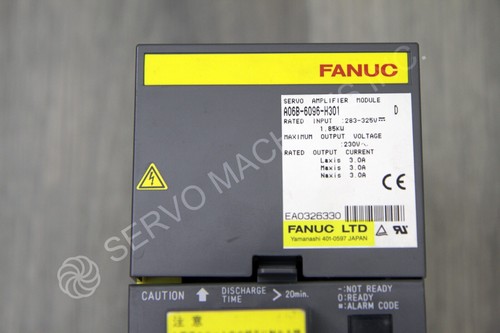 FANUC
SERVO AMPLIFIER MODULE
A06B-6096-H301 D
RATED INPUT :283-325V
1.85kW
MAXIMUM OUTPUT VOLTAGE
:230V~
RATED OUTPUT CURRENT
Laxis 3.0A
Maxis 3.0A
Naxis 3.0A
CE
EA0326330
FANUC LTD
Yamanashi 401-0597 JAPAN
SERVO MACHINES INC.
CAUTION DISCHARGE TIME > 20min.
-:NOT READY
0:READY
■:ALARM CODE
注意